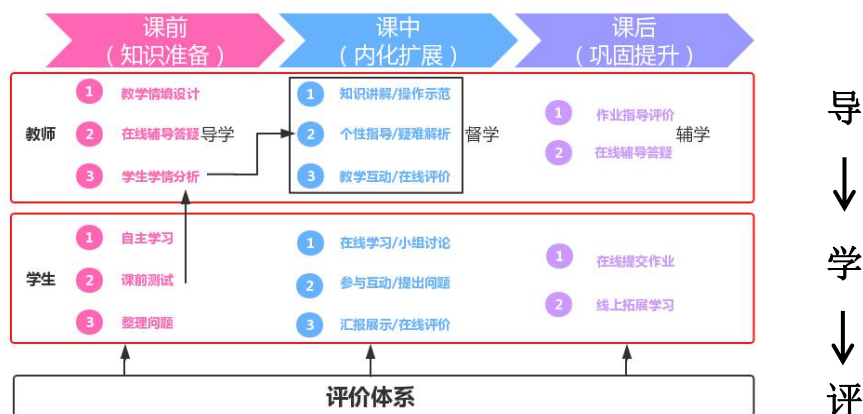 课前
（知识准备）
课中
（内化扩展）
课后
（巩固提升）
教师
1 教学情境设计
2 在线辅导答疑 导学
3 学生学情分析
1 知识讲解/操作示范
2 个性指导/疑难解析
3 教学互动/在线评价
督学
1 作业指导评价
2 在线辅导答疑
辅学
学生
1 自主学习
2 课前测试
3 整理问题
1 在线学习/小组讨论
2 参与互动/提出问题
3 汇报展示/在线评价
1 在线提交作业
2 线上拓展学习
评价体系
导
学
评